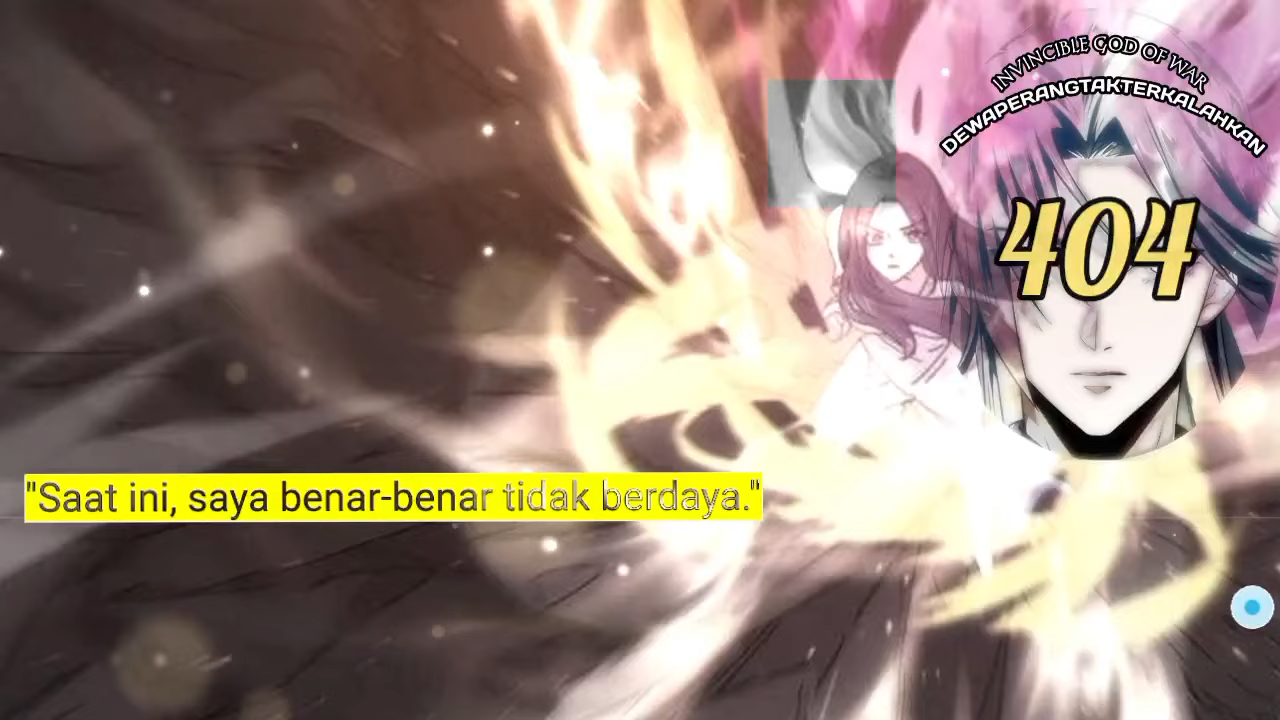 INVINCIBLE GOD OF WAR
DEWAPERANGTAKTERKALAHKAN
404
"Saat ini, saya benar-benar tidak berdaya."